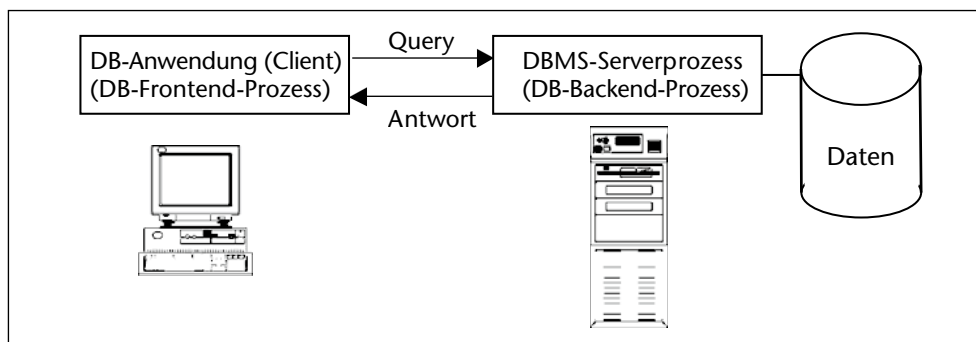 DB-Anwendung (Client)
(DB-Frontend-Prozess)
Query
Antwort
DBMS-Serverprozess
(DB-Backend-Prozess)
Daten